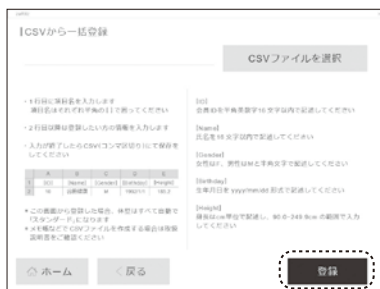 CSVから一括登録
CSVファイルを選択
・1行目に項目名を入力します
項目名はそれぞれ半角の[ ]で囲ってください
・2行目以降は登録したい方の情報を入力します
・入力が終了したらCSV(コンマ区切り)にて保存を
してください
A B C D E
1 [ID] [Name] [Gender] [Birthday] [Height]
2 10 M
＊この画面から登録した場合、体型はすべて自動で
「スタンダード」になります
＊メモ帳などでCSVファイルを作成する場合は取扱
説明書をご確認ください
[ID]
会員IDを半角英数字16文字以内で記述してください
[Name]
氏名を16文字以内で記述してください
[Gender]
女性はF、男性はMと半角文字で記述してください
[Birthday]
生年月日をyyyy/mm/dd形式で記述してください
[Height]
身長はcm単位で記述し、90.0-249.9cmの範囲で入力
してください
ホーム
戻る
登録